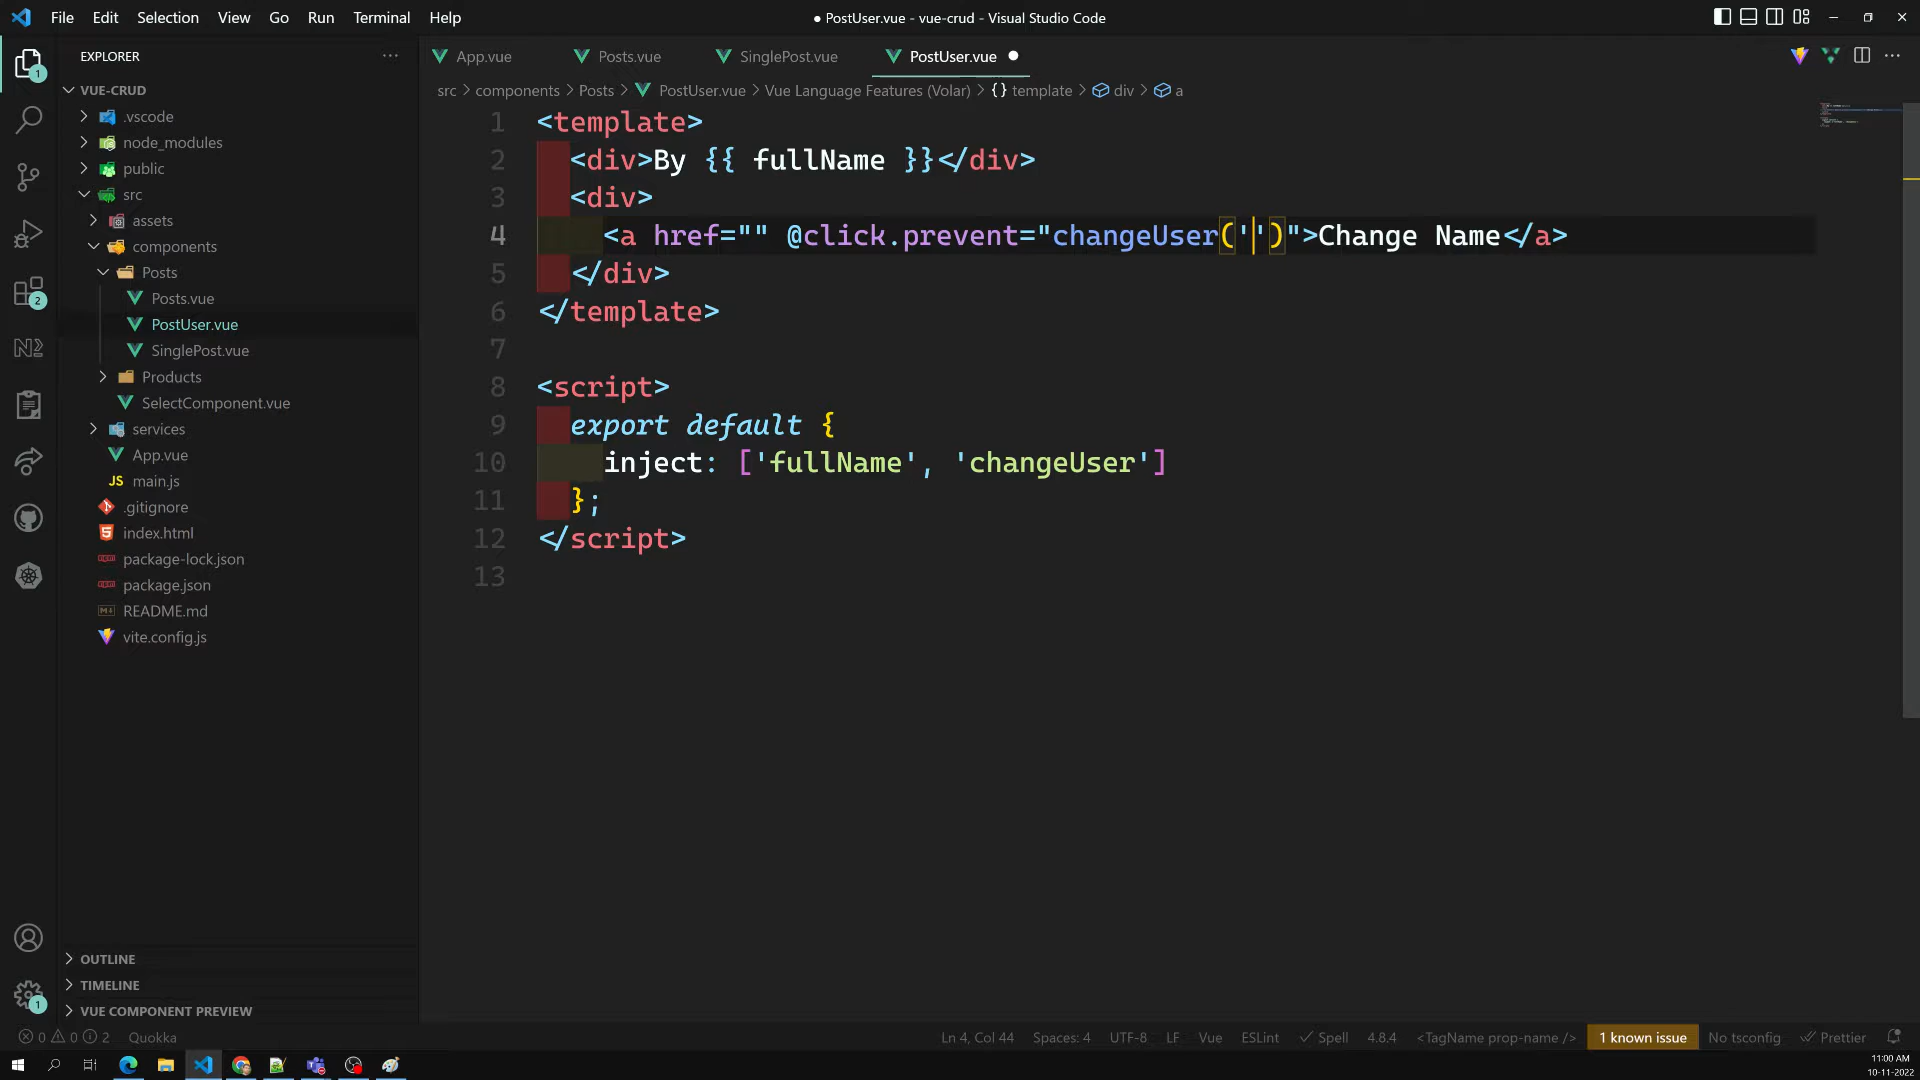 File Edit Selection View Go Run Terminal Help
● PostUser.vue - vue-crud - Visual Studio Code
EXPLORER
App.vue
Posts.vue
SinglePost.vue
PostUser.vue
src > components > Posts > PostUser.vue > Vue Language Features (Volar) > {} template > div > a
VUE-CRUD
.vscode
node_modules
public
src
assets
components
Posts
Posts.vue
PostUser.vue
SinglePost.vue
Products
SelectComponent.vue
services
App.vue
JS main.js
.gitignore
index.html
package-lock.json
package.json
README.md
vite.config.js
OUTLINE
TIMELINE
VUE COMPONENT PREVIEW
1 <template>
2 <div>By {{ fullName }}</div>
3 <div>
4 <a href="" @click.prevent="changeUser('')">Change Name</a>
5 </div>
6 </template>
7
8 <script>
9 export default {
10 inject: ['fullName', 'changeUser']
11 };
12 </script>
13
1
2
1
0 0 2 Quokka
Ln 4, Col 44 Spaces: 4 UTF-8 LF Vue ESLint Spell 4.8.4 <TagName prop-name /> 1 known issue No tsconfig Prettier
11:00 AM
10-11-2022